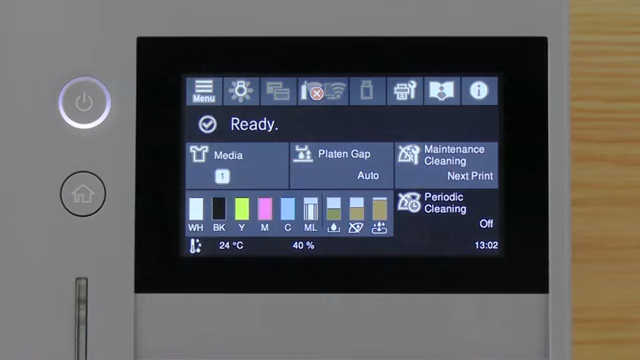 Menu
Ready.
Media
1
Platen Gap
Auto
Maintenance
Cleaning
Next Print
Periodic
Cleaning
Off
WH BK Y M C ML
24 °C 40 % 13:02